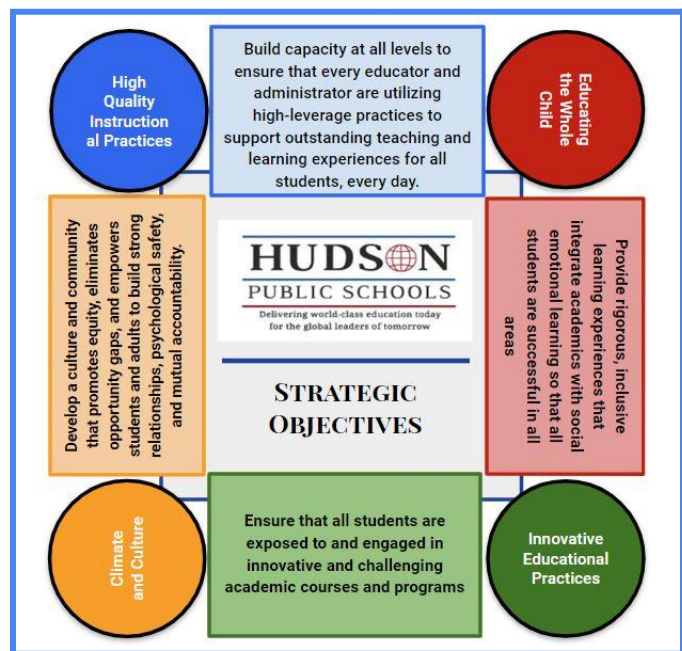 High
Quality
Instruction
al Practices
Build capacity at all levels to
ensure that every educator and
administrator are utilizing
high-leverage practices to
support outstanding teaching and
learning experiences for all
students, every day.
Educating
the Whole
Child
Develop a culture and community
that promotes equity, eliminates
opportunity gaps, and empowers
students and adults to build strong
relationships, psychological safety,
and mutual accountability.
HUDSON
PUBLIC SCHOOLS
Delivering world-class education today
for the global leaders of tomorrow
STRATEGIC
OBJECTIVES
Provide rigorous, inclusive
learning experiences that
integrate academics with social
emotional learning so that all
students are successful in all
areas
Climate
and Culture
Ensure that all students are
exposed to and engaged in
innovative and challenging
academic courses and programs
Innovative
Educational
Practices